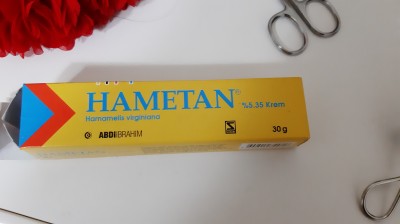 HAMETAN®
%5.35 Krem
Hamamelis virginiana
ABDİİBRAHİM
30 g